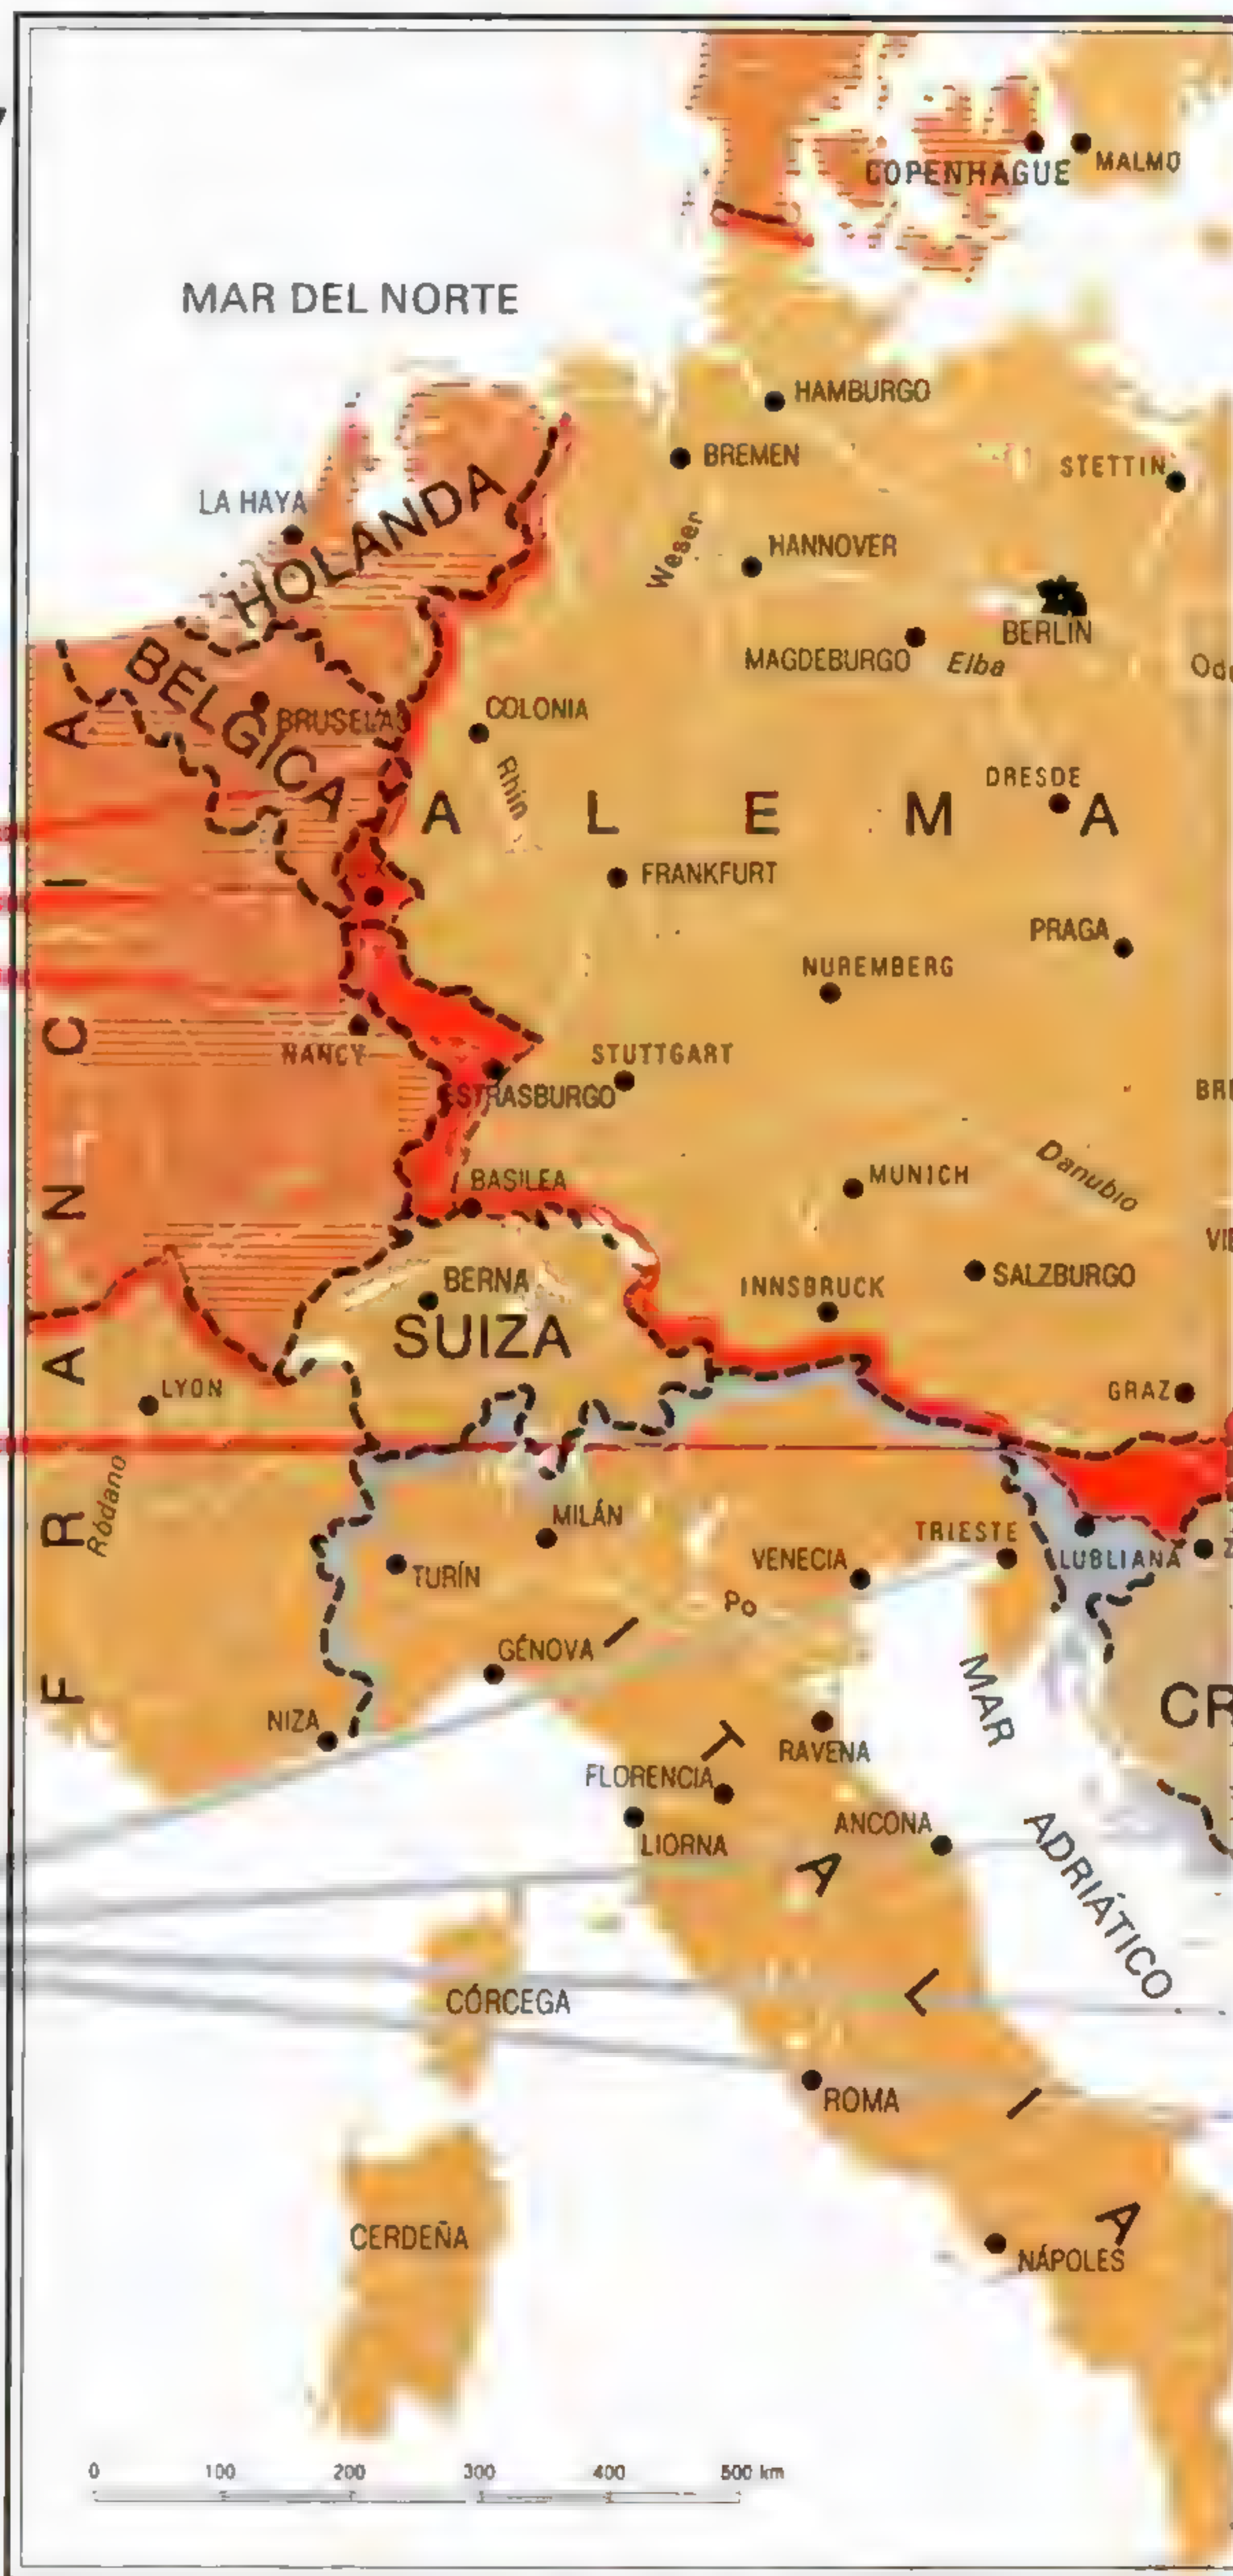 COPENHAGUE
MALMO
MAR DEL NORTE
HAMBURGO
BREMEN
STETTIN
LA HAYA
HOLANDA
Weser
HANNOVER
BERLIN
MAGDEBURGO
Elba
BÉLGICA
BRUSELAS
COLONIA
Rhin
DRESDE
A L E M A
FRANKFURT
PRAGA
NUREMBERG
NANCY
STUTTGART
ESTRASBURGO
FRANCIA
MUNICH
Danubio
BASILEA
BERNA
SUIZA
INNSBRUCK
SALZBURGO
LYON
GRAZ
Ródano
MILÁN
TRIESTE
TURÍN
VENECIA
LUBLIANA
Z
Po
GÉNOVA
ITALIA
MAR ADRIÁTICO
CR
NIZA
RAVENA
FLORENCIA
LIORNA
ANCONA
CÓRCEGA
ROMA
CERDEÑA
NÁPOLES
0 100 200 300 400 500 km